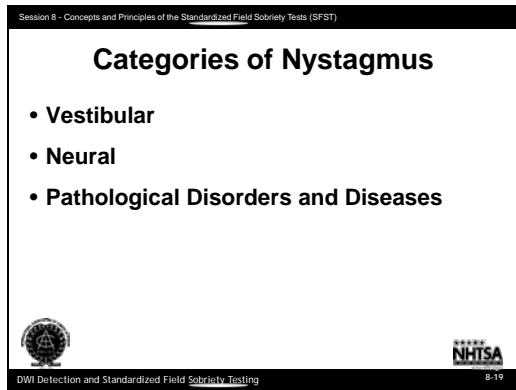 Session 8 - Concepts and Principles of the Standardized Field Sobriety Tests (SFST)
Categories of Nystagmus
• Vestibular
• Neural
• Pathological Disorders and Diseases
NHTSA
DWI Detection and Standardized Field Sobriety Testing
8-19